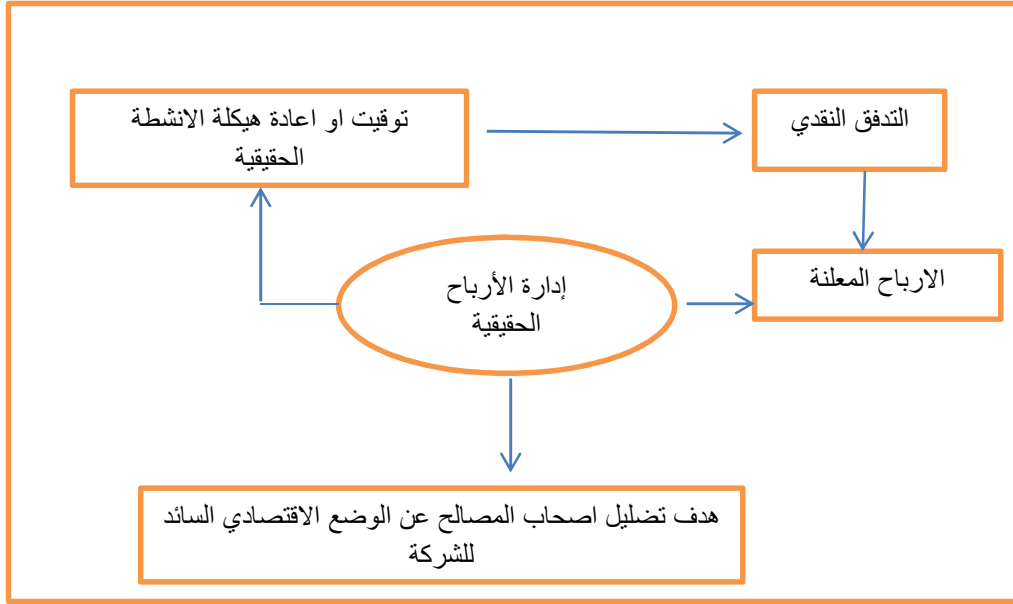 توقيت او اعادة هيكلة الانشطة
الحقيقية
التدفق النقدي
الارباح المعلنة
إدارة الأرباح
الحقيقية
هدف تضليل اصحاب المصالح عن الوضع الاقتصادي السائد
للشركة